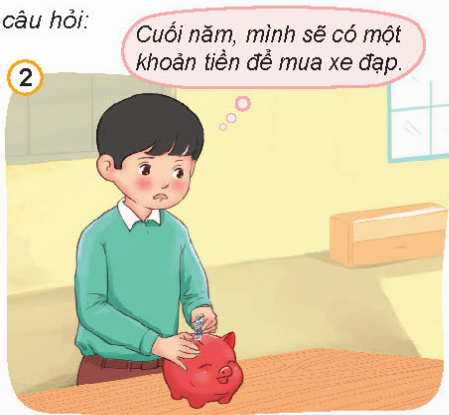 câu hỏi:
Cuối năm, mình sẽ có một
khoản tiền để mua xe đạp.
2